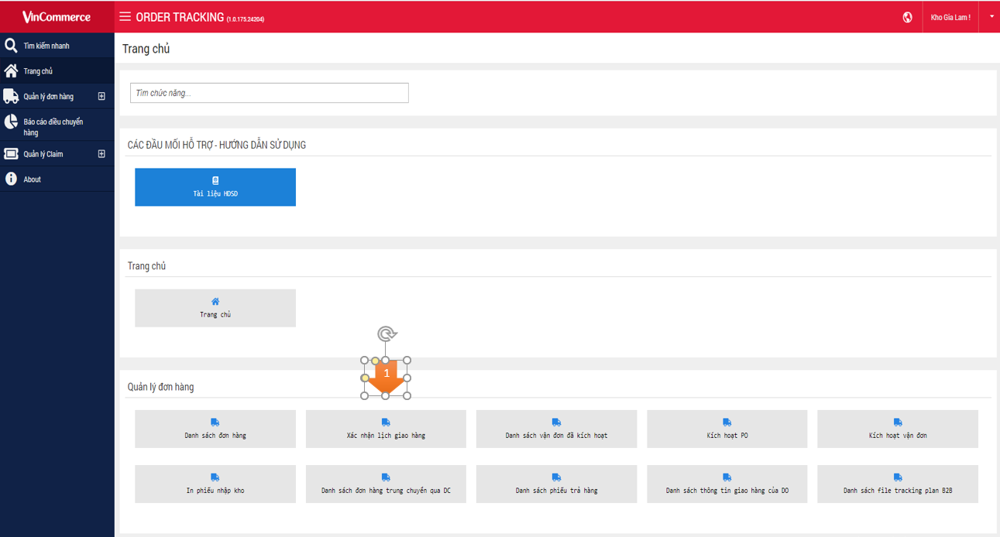 VinCommerce
ORDER TRACKING (1.0.175.24204)
Kho Gia Lam !
Tìm kiếm nhanh
Trang chủ
Quản lý đơn hàng
Báo cáo điều chuyển
hàng
Quản lý Claim
About
Trang chủ
Tìm chức năng...
CÁC ĐẦU MỐI HỖ TRỢ - HƯỚNG DẪN SỬ DỤNG
Tài liệu HDSD
Trang chủ
Trang chủ
1
Quản lý đơn hàng
Danh sách đơn hàng
Xác nhận lịch giao hàng
Danh sách vận đơn đã kích hoạt
Kích hoạt PO
Kích hoạt vận đơn
In phiếu nhập kho
Danh sách đơn hàng trung chuyển qua DC
Danh sách phiếu trả hàng
Danh sách thông tin giao hàng của DO
Danh sách file tracking plan B2B